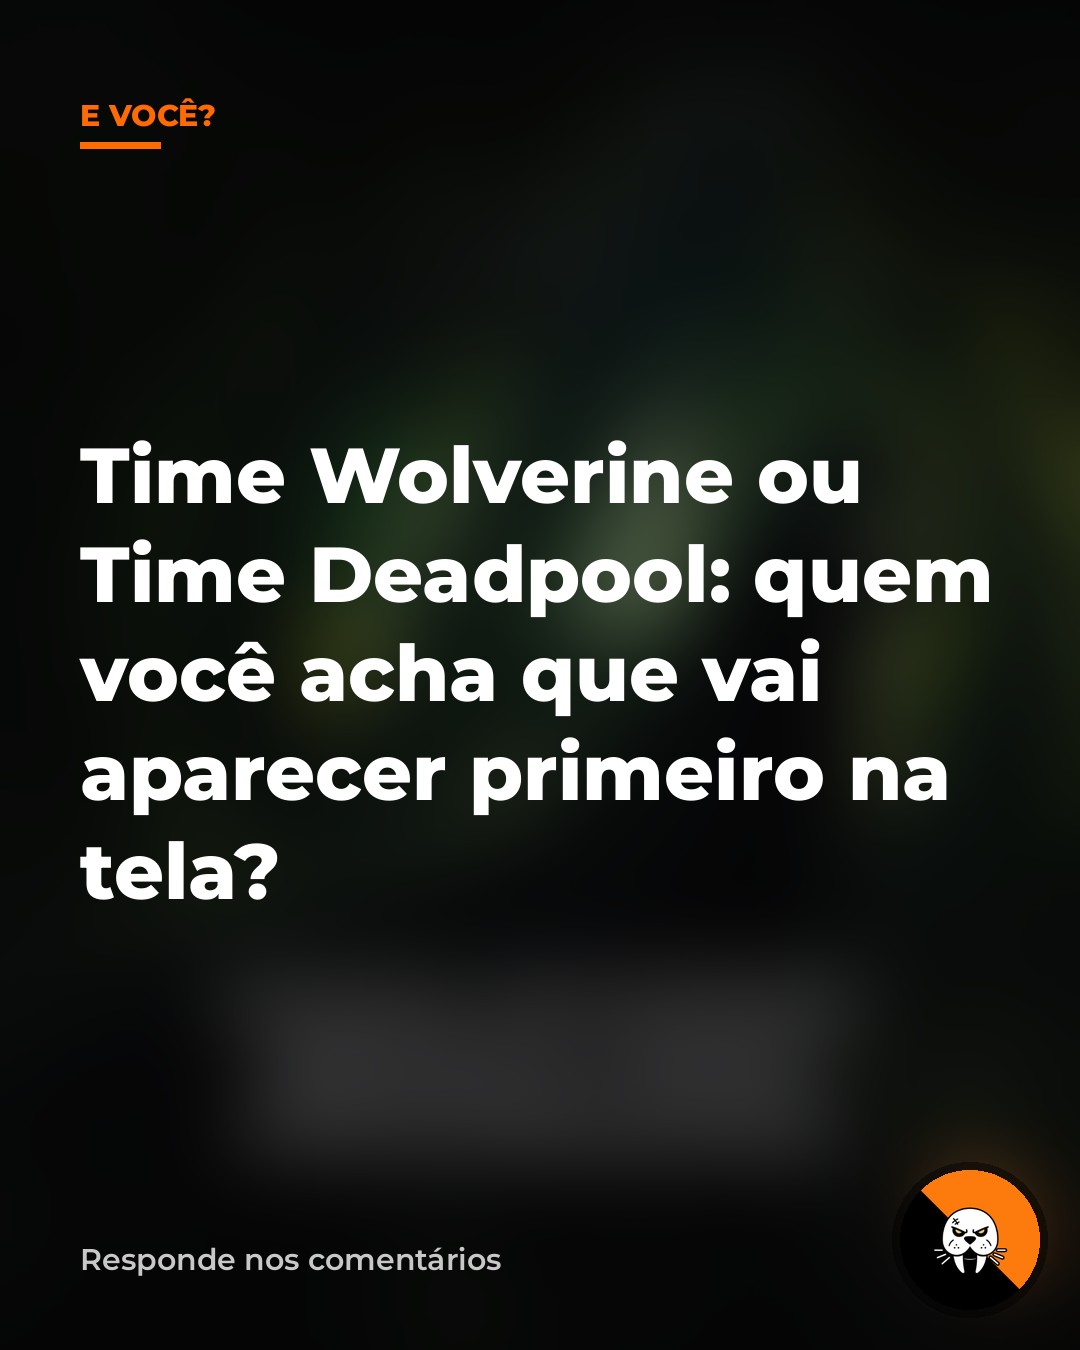 E VOCÊ?
Time Wolverine ou
Time Deadpool: quem
você acha que vai
aparecer primeiro na
tela?
Responde nos comentários